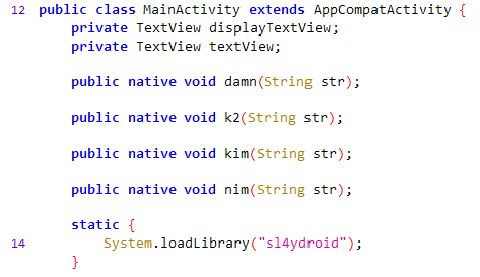 12 public class MainActivity extends AppCompatActivity {
private TextView displayTextView;
private TextView textView;
public native void damn(String str);
public native void k2(String str);
public native void kim(String str);
public native void nim(String str);
static {
14 System.loadLibrary("sl4ydroid");
}